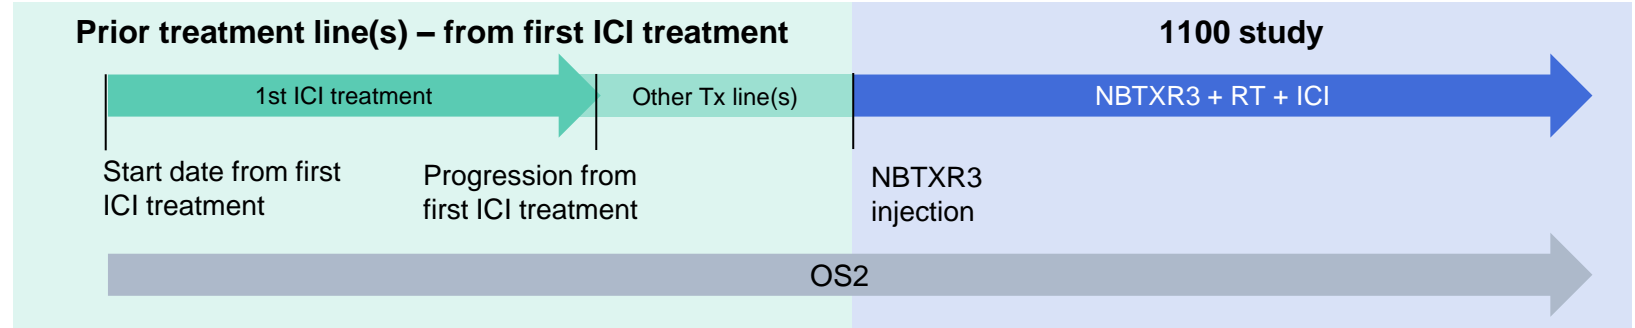 Prior treatment line(s) – from first ICI treatment
1100 study
1st ICI treatment
Other Tx line(s)
NBTXR3 + RT + ICI
Start date from first
ICI treatment
Progression from
first ICI treatment
NBTXR3
injection
OS2